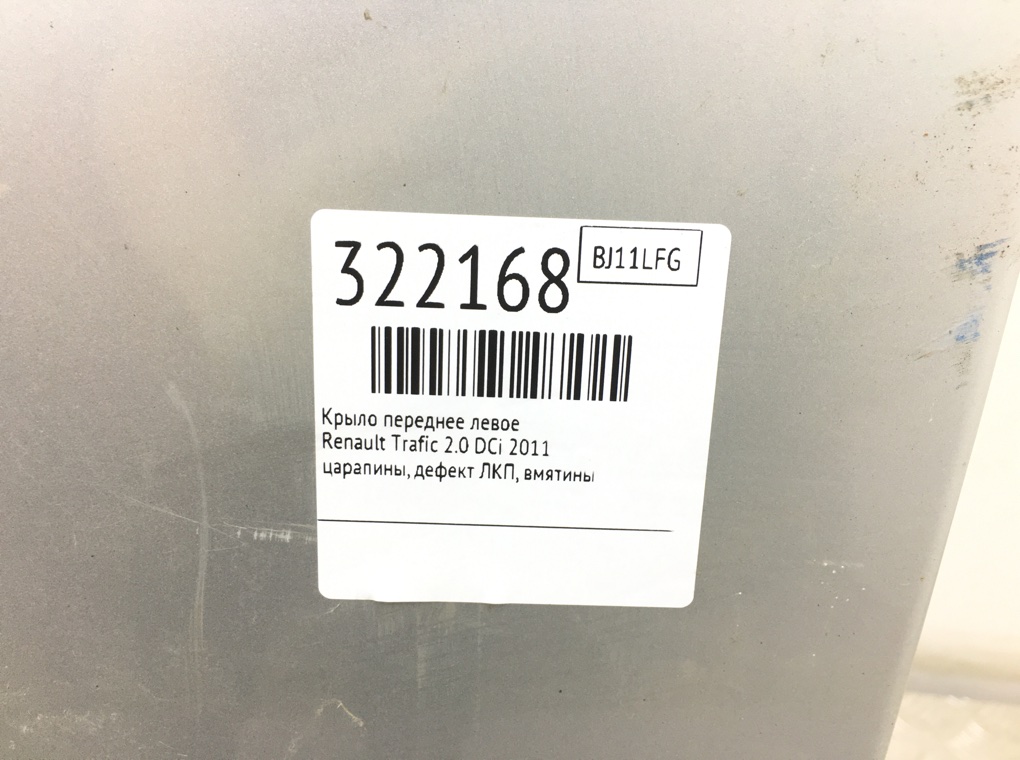 322168
BJ11LFG
Крыло переднее левое
Renault Trafic 2.0 DCi 2011
царапины, дефект ЛКП, вмятины